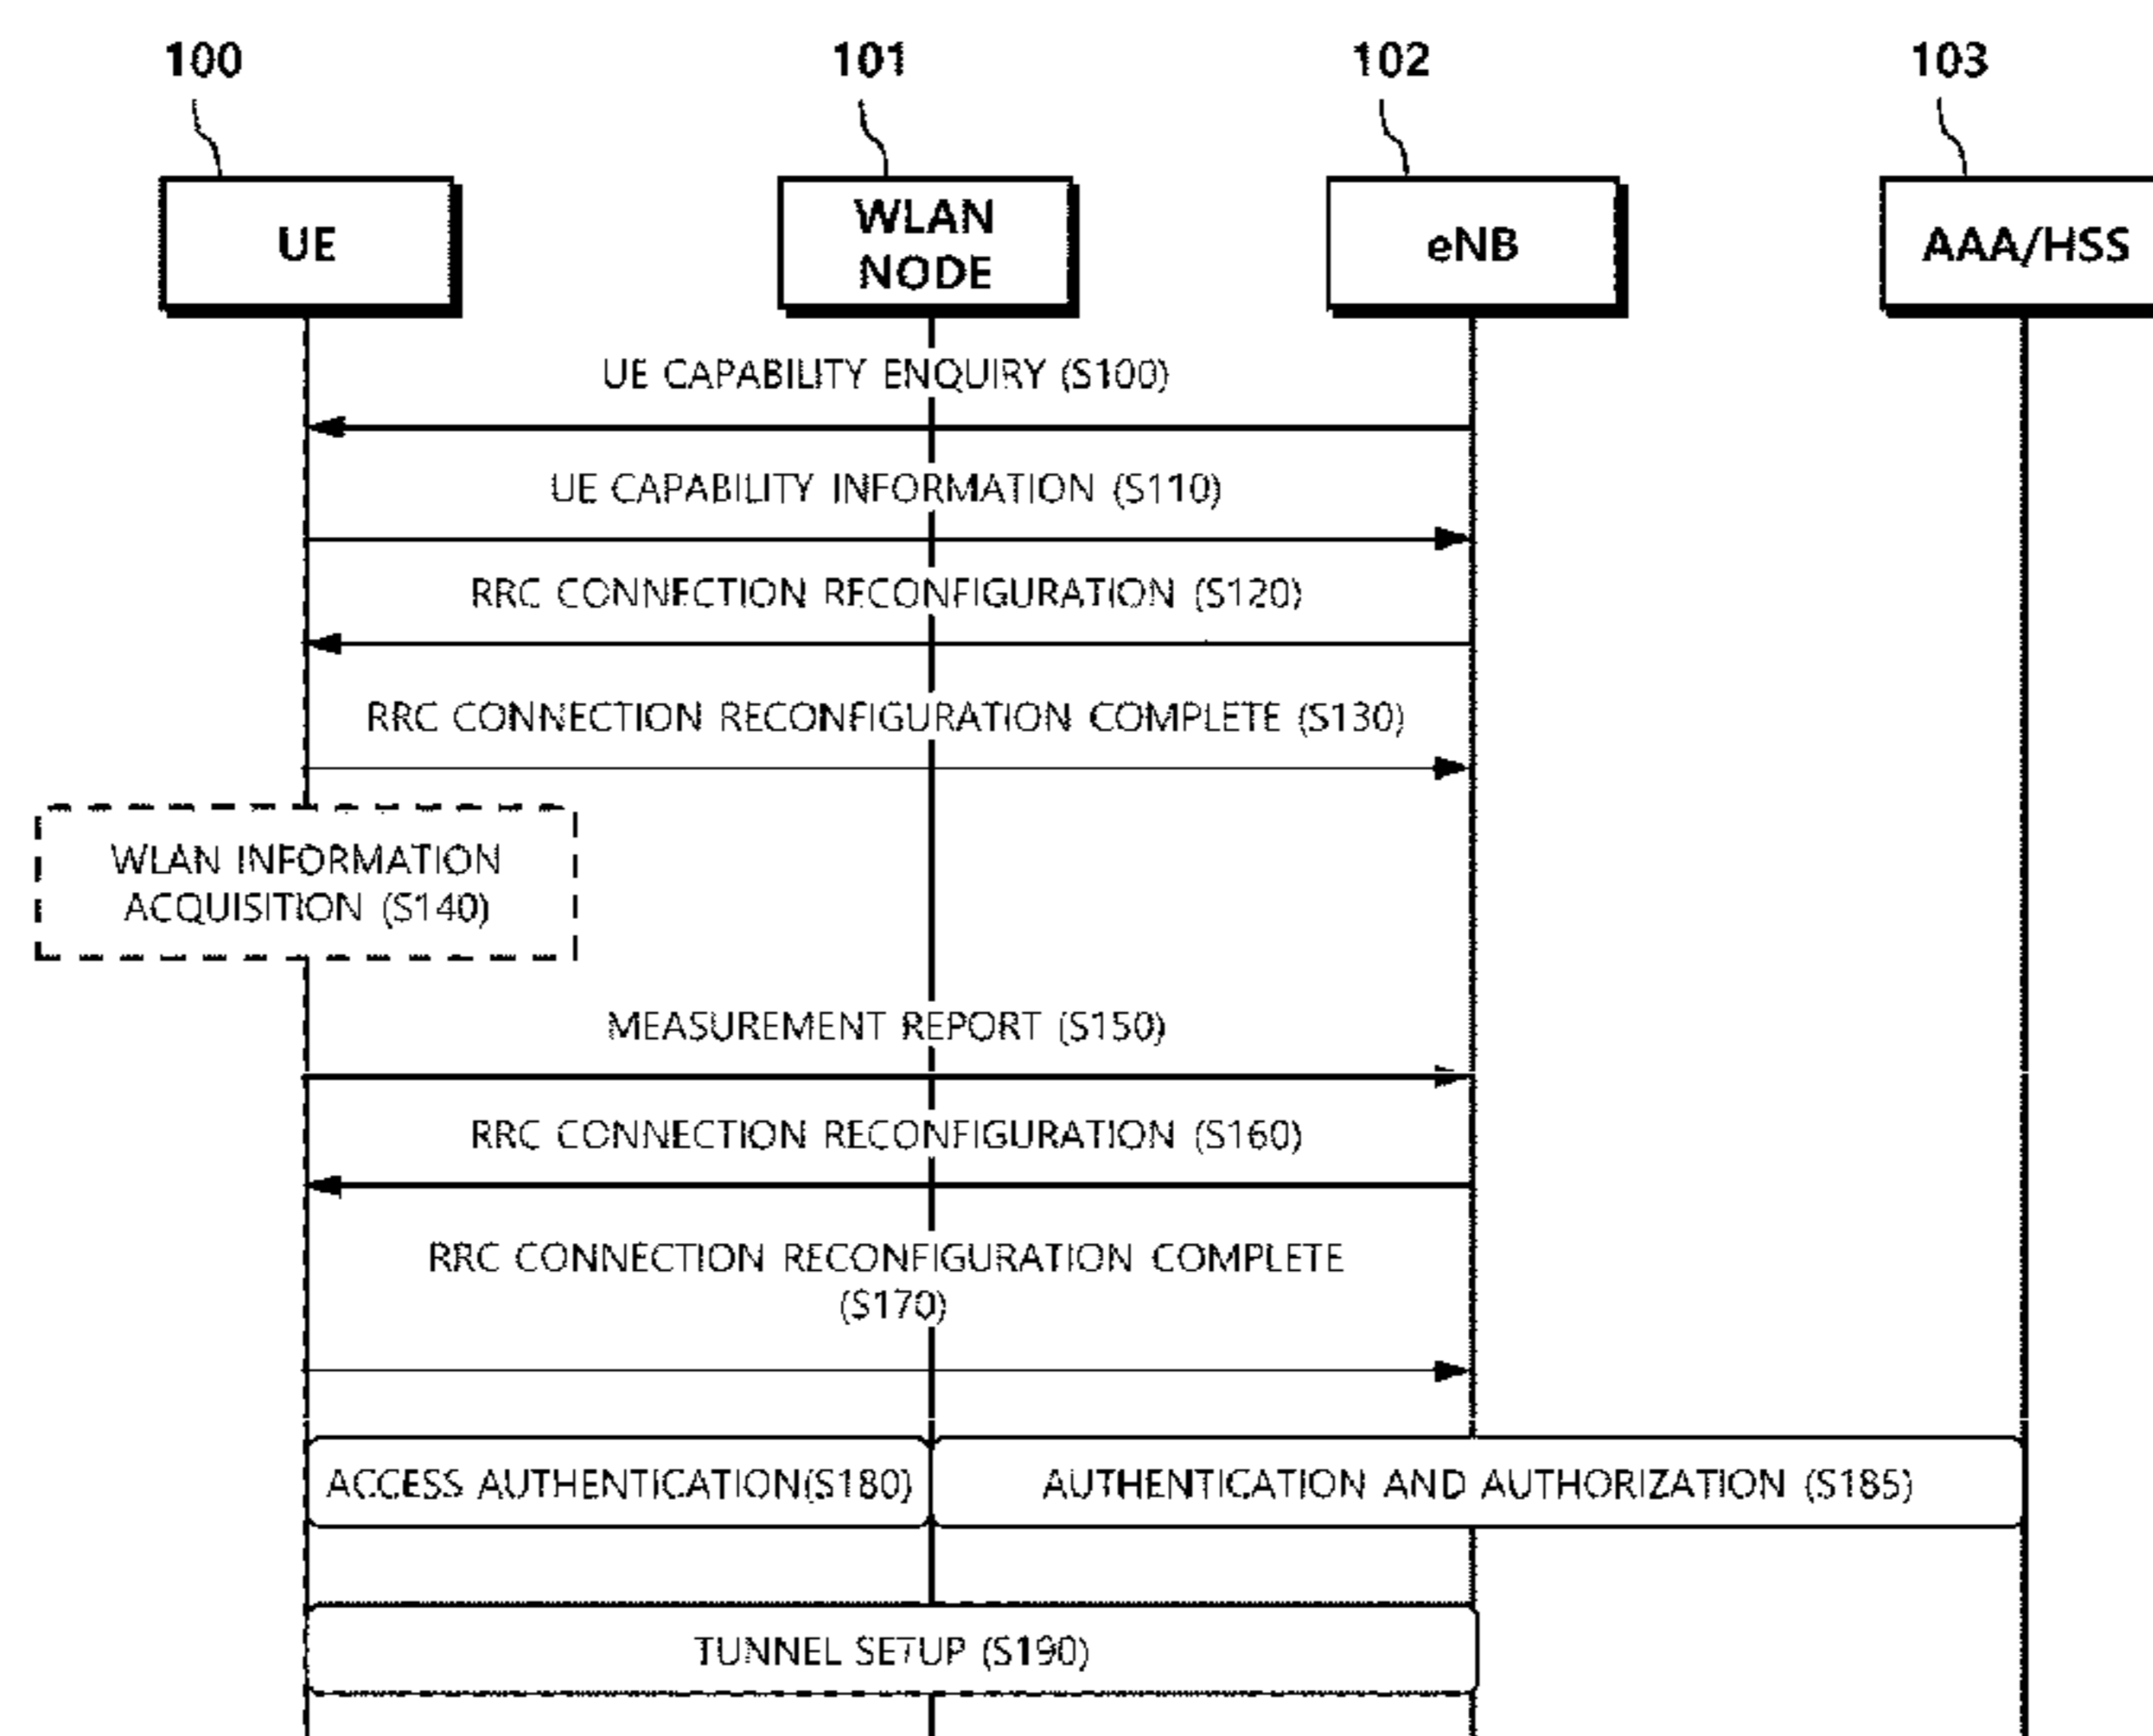 100
101
102
103
UE
WLAN
NODE
eNB
AAA/HSS
UE CAPABILITY ENQUIRY (S100)
UE CAPABILITY INFORMATION (S110)
RRC CONNECTION RECONFIGURATION (S120)
RRC CONNECTION RECONFIGURATION COMPLETE (S130)
WLAN INFORMATION
ACQUISITION (S140)
MEASUREMENT REPORT (S150)
RRC CONNECTION RECONFIGURATION (S160)
RRC CONNECTION RECONFIGURATION COMPLETE
(S170)
ACCESS AUTHENTICATION(S180)
AUTHENTICATION AND AUTHORIZATION (S185)
TUNNEL SETUP (S190)